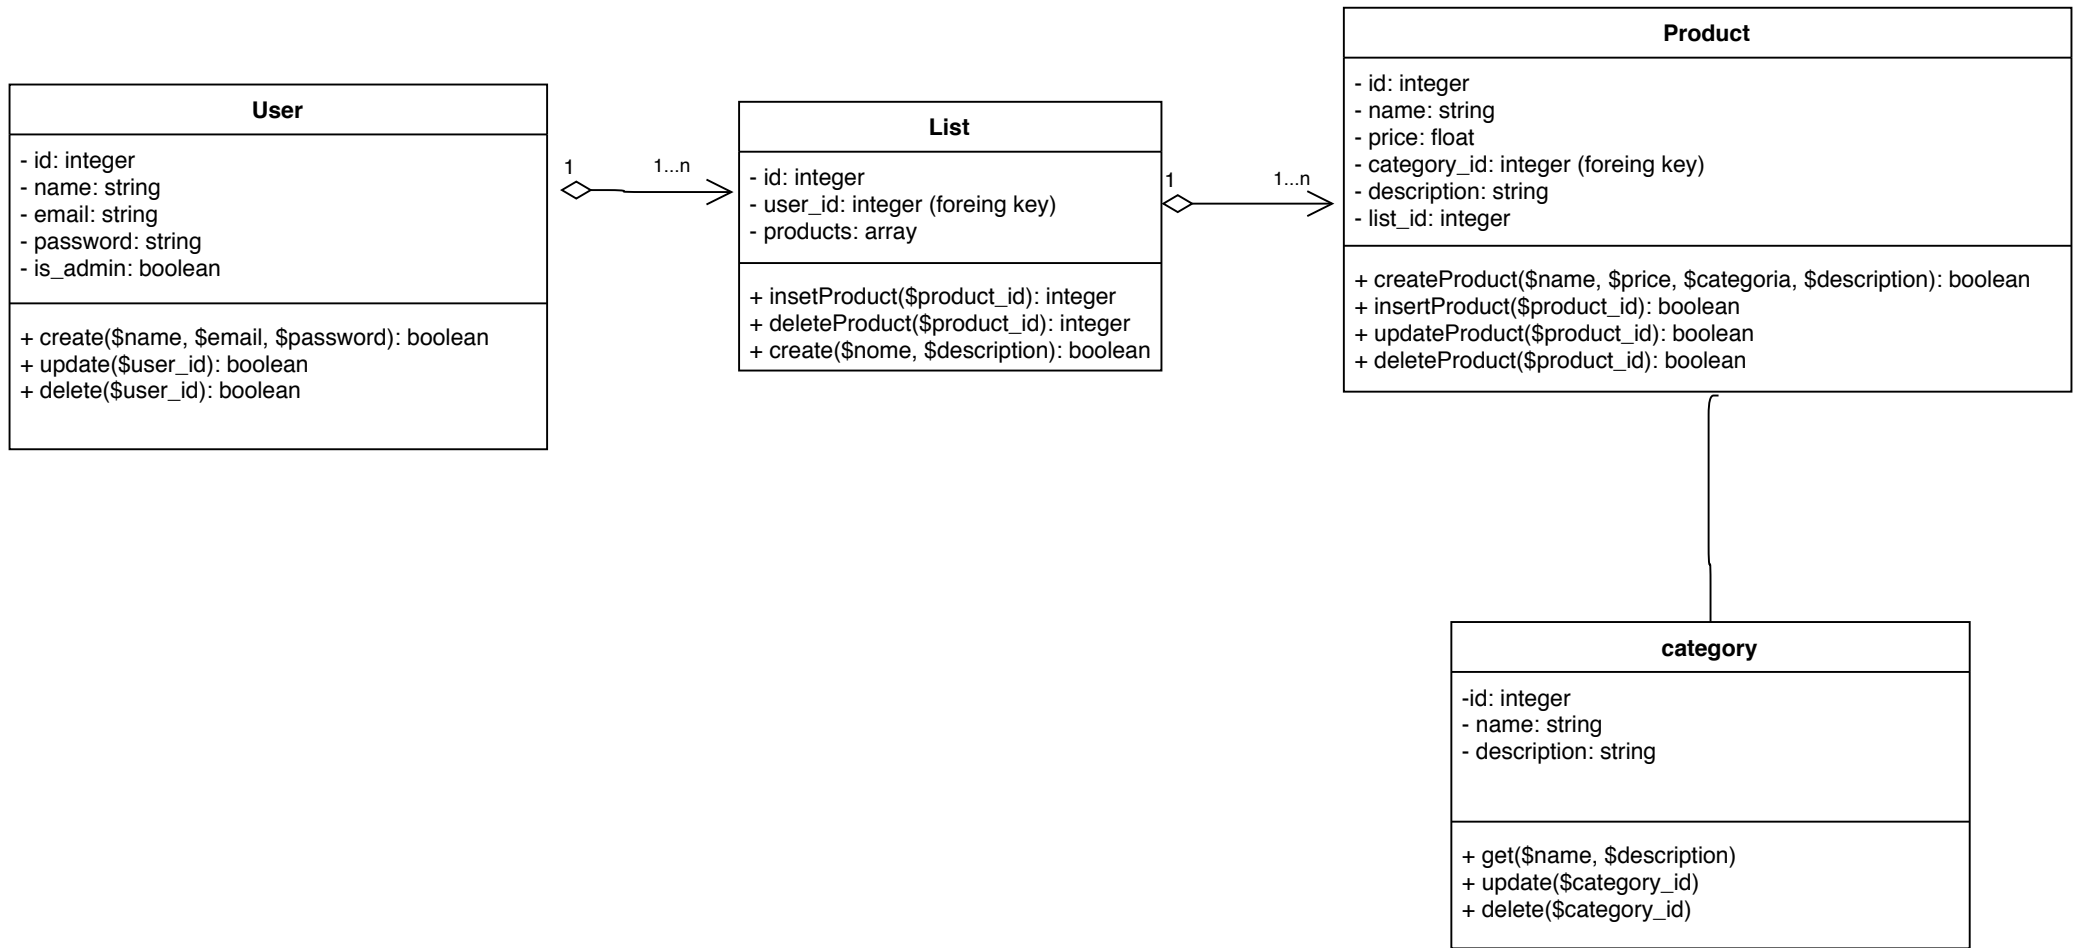 User
- id: integer
- name: string
- email: string
- password: string
- is_admin: boolean
+ create($name, $email, $password): boolean
+ update($user_id): boolean
+ delete($user_id): boolean
1
1...n
List
- id: integer
- user_id: integer (foreing key)
- products: array
+ insetProduct($product_id): integer
+ deleteProduct($product_id): integer
+ create($nome, $description): boolean
1
1...n
Product
- id: integer
- name: string
- price: float
- category_id: integer (foreing key)
- description: string
- list_id: integer
+ createProduct($name, $price, $categoria, $description): boolean
+ insertProduct($product_id): boolean
+ updateProduct($product_id): boolean
+ deleteProduct($product_id): boolean
category
-id: integer
- name: string
- description: string
+ get($name, $description)
+ update($category_id)
+ delete($category_id)